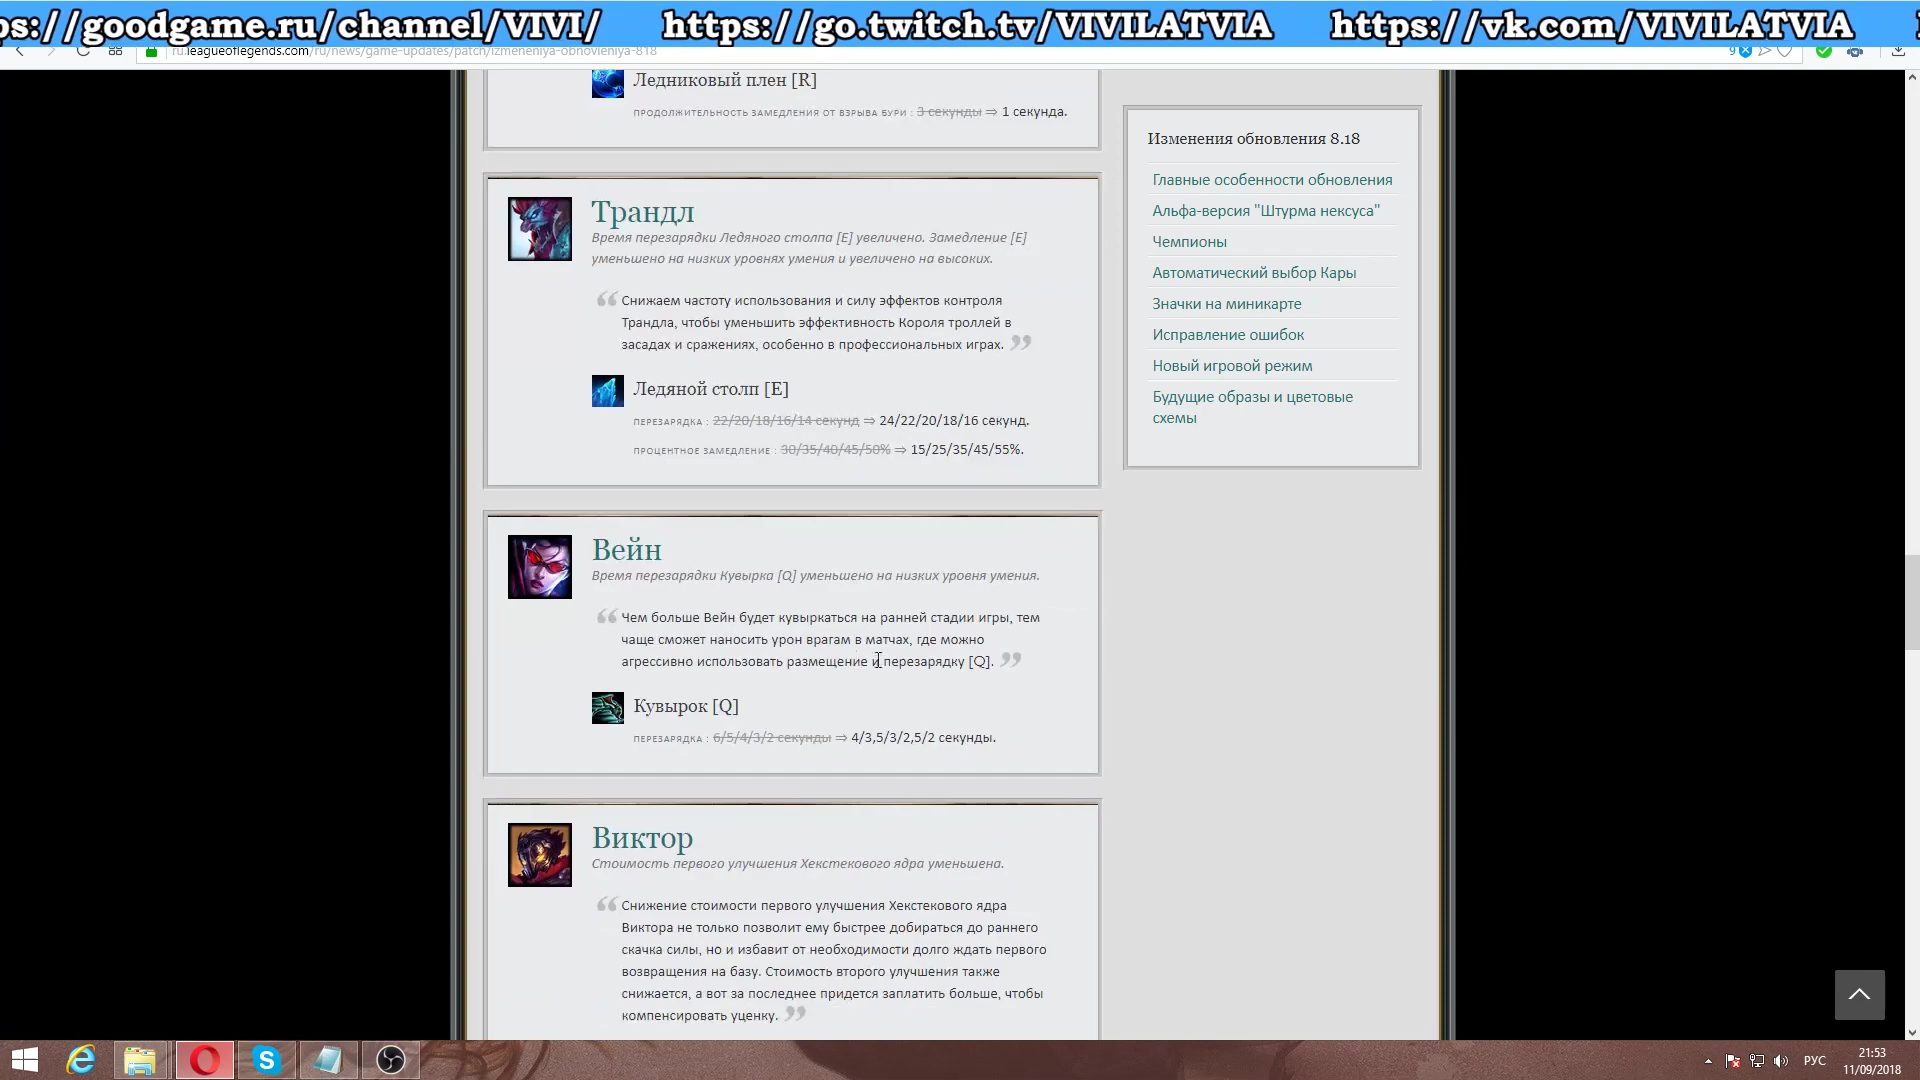 ps://goodgame.ru/channel/VIVI/ https://go.twitch.tv/VIVILATVIA https://vk.com/VIVILATVIA
ru.leagueoflegends.com/ru/news/game-updates/patch/izmeneniya-obnovleniya-818
9
Ледниковый плен [R]
ПРОДОЛЖИТЕЛЬНОСТЬ ЗАМЕДЛЕНИЯ ОТ ВЗРЫВА БУРИ : 3 секунды ⇒ 1 секунда.
Трандл
Время перезарядки Ледяного столпа [E] увеличено. Замедление [E]
уменьшено на низких уровнях умения и увеличено на высоких.
Снижаем частоту использования и силу эффектов контроля
Трандла, чтобы уменьшить эффективность Короля троллей в
засадах и сражениях, особенно в профессиональных играх.
Ледяной столп [E]
ПЕРЕЗАРЯДКА : 22/20/18/16/14 секунд ⇒ 24/22/20/18/16 секунд.
ПРОЦЕНТНОЕ ЗАМЕДЛЕНИЕ : 30/35/40/45/50% ⇒ 15/25/35/45/55%.
Вейн
Время перезарядки Кувырка [Q] уменьшено на низких уровня умения.
Чем больше Вейн будет кувыркаться на ранней стадии игры, тем
чаще сможет наносить урон врагам в матчах, где можно
агрессивно использовать размещение и перезарядку [Q].
Кувырок [Q]
ПЕРЕЗАРЯДКА : 6/5/4/3/2 секунды ⇒ 4/3,5/3/2,5/2 секунды.
Виктор
Стоимость первого улучшения Хекстекового ядра уменьшена.
Снижение стоимости первого улучшения Хекстекового ядра
Виктора не только позволит ему быстрее добираться до раннего
скачка силы, но и избавит от необходимости долго ждать первого
возвращения на базу. Стоимость второго улучшения также
снижается, а вот за последнее придется заплатить больше, чтобы
компенсировать уценку.
Изменения обновления 8.18
Главные особенности обновления
Альфа-версия "Штурма нексуса"
Чемпионы
Автоматический выбор Кары
Значки на миникарте
Исправление ошибок
Новый игровой режим
Будущие образы и цветовые
схемы
РУС
21:53
11/09/2018